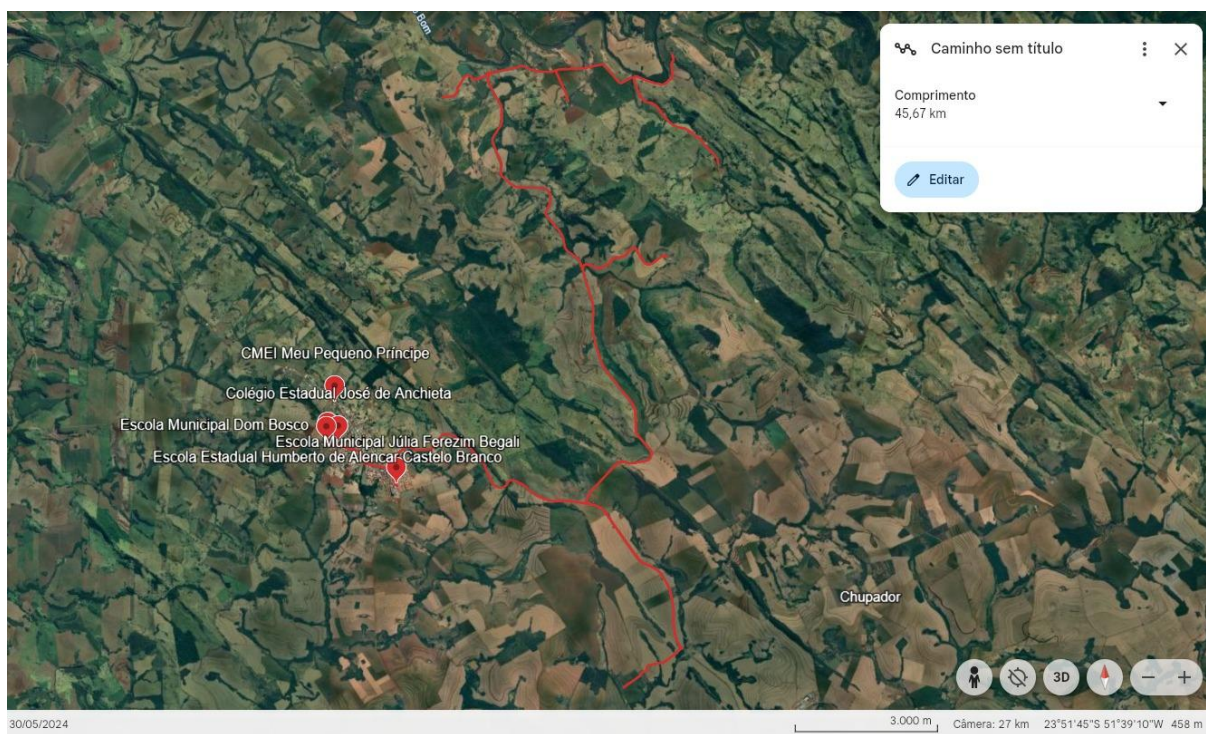 o Bom
Caminho sem título
Comprimento
45,67 km
Editar
CMEI Meu Pequeno Príncipe
Colégio Estadual José de Anchieta
Escola Municipal Dom Bosco
Escola Municipal Júlia Ferezim Begali
Escola Estadual Humberto de Alencar Castelo Branco
Chupador
3D
30/05/2024
3.000 m
Câmera: 27 km
23°51'45"S 51°39'10"W
458 m